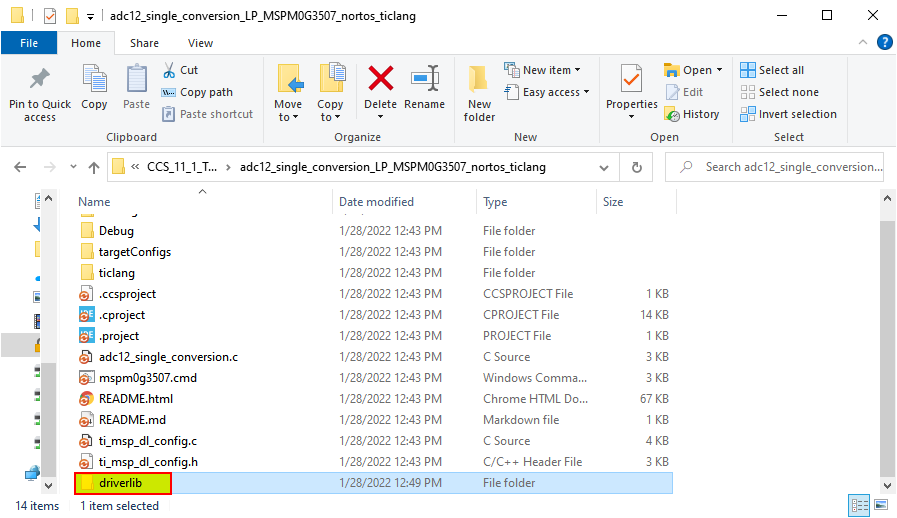 adc12_single_conversion_LP_MSPM0G3507_nortos_ticlang
File Home Share View
Pin to Quick access
Copy
Paste
Cut
Copy path
Paste shortcut
Clipboard
Move to
Copy to
Delete
Rename
Organize
New folder
New item
Easy access
New
Properties
Open
Edit
History
Open
Select all
Select none
Invert selection
Select
« CCS_11_1_T... > adc12_single_conversion_LP_MSPM0G3507_nortos_ticlang
Search adc12_single_conversion...
Name Date modified Type Size
Debug 1/28/2022 12:43 PM File folder
targetConfigs 1/28/2022 12:43 PM File folder
ticlang 1/28/2022 12:43 PM File folder
.ccsproject 1/28/2022 12:43 PM CCSPROJECT File 1 KB
.cproject 1/28/2022 12:43 PM CPROJECT File 14 KB
.project 1/28/2022 12:43 PM PROJECT File 1 KB
adc12_single_conversion.c 1/28/2022 12:43 PM C Source 3 KB
mspm0g3507.cmd 1/28/2022 12:43 PM Windows Comma... 3 KB
README.html 1/28/2022 12:43 PM Chrome HTML Do... 67 KB
README.md 1/28/2022 12:43 PM Markdown file 1 KB
ti_msp_dl_config.c 1/28/2022 12:43 PM C Source 4 KB
ti_msp_dl_config.h 1/28/2022 12:43 PM C/C++ Header File 3 KB
driverlib 1/28/2022 12:49 PM File folder
14 items 1 item selected